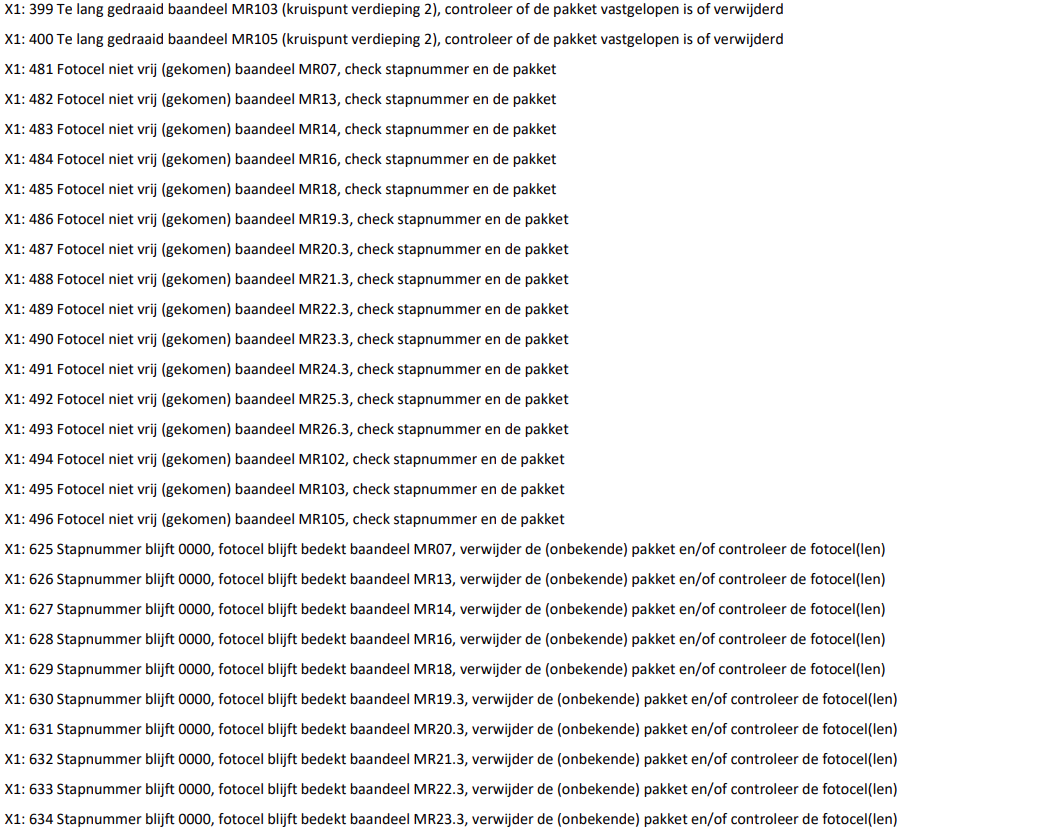 X1: 399 Te lang gedraaid baandeel MR103 (kruispunt verdieping 2), controleer of de pakket vastgelopen is of verwijderd
X1: 400 Te lang gedraaid baandeel MR105 (kruispunt verdieping 2), controleer of de pakket vastgelopen is of verwijderd
X1: 481 Fotocel niet vrij (gekomen) baandeel MR07, check stapnummer en de pakket
X1: 482 Fotocel niet vrij (gekomen) baandeel MR13, check stapnummer en de pakket
X1: 483 Fotocel niet vrij (gekomen) baandeel MR14, check stapnummer en de pakket
X1: 484 Fotocel niet vrij (gekomen) baandeel MR16, check stapnummer en de pakket
X1: 485 Fotocel niet vrij (gekomen) baandeel MR18, check stapnummer en de pakket
X1: 486 Fotocel niet vrij (gekomen) baandeel MR19.3, check stapnummer en de pakket
X1: 487 Fotocel niet vrij (gekomen) baandeel MR20.3, check stapnummer en de pakket
X1: 488 Fotocel niet vrij (gekomen) baandeel MR21.3, check stapnummer en de pakket
X1: 489 Fotocel niet vrij (gekomen) baandeel MR22.3, check stapnummer en de pakket
X1: 490 Fotocel niet vrij (gekomen) baandeel MR23.3, check stapnummer en de pakket
X1: 491 Fotocel niet vrij (gekomen) baandeel MR24.3, check stapnummer en de pakket
X1: 492 Fotocel niet vrij (gekomen) baandeel MR25.3, check stapnummer en de pakket
X1: 493 Fotocel niet vrij (gekomen) baandeel MR26.3, check stapnummer en de pakket
X1: 494 Fotocel niet vrij (gekomen) baandeel MR102, check stapnummer en de pakket
X1: 495 Fotocel niet vrij (gekomen) baandeel MR103, check stapnummer en de pakket
X1: 496 Fotocel niet vrij (gekomen) baandeel MR105, check stapnummer en de pakket
X1: 625 Stapnummer blijft 0000, fotocel blijft bedekt baandeel MR07, verwijder de (onbekende) pakket en/of controleer de fotocel(len)
X1: 626 Stapnummer blijft 0000, fotocel blijft bedekt baandeel MR13, verwijder de (onbekende) pakket en/of controleer de fotocel(len)
X1: 627 Stapnummer blijft 0000, fotocel blijft bedekt baandeel MR14, verwijder de (onbekende) pakket en/of controleer de fotocel(len)
X1: 628 Stapnummer blijft 0000, fotocel blijft bedekt baandeel MR16, verwijder de (onbekende) pakket en/of controleer de fotocel(len)
X1: 629 Stapnummer blijft 0000, fotocel blijft bedekt baandeel MR18, verwijder de (onbekende) pakket en/of controleer de fotocel(len)
X1: 630 Stapnummer blijft 0000, fotocel blijft bedekt baandeel MR19.3, verwijder de (onbekende) pakket en/of controleer de fotocel(len)
X1: 631 Stapnummer blijft 0000, fotocel blijft bedekt baandeel MR20.3, verwijder de (onbekende) pakket en/of controleer de fotocel(len)
X1: 632 Stapnummer blijft 0000, fotocel blijft bedekt baandeel MR21.3, verwijder de (onbekende) pakket en/of controleer de fotocel(len)
X1: 633 Stapnummer blijft 0000, fotocel blijft bedekt baandeel MR22.3, verwijder de (onbekende) pakket en/of controleer de fotocel(len)
X1: 634 Stapnummer blijft 0000, fotocel blijft bedekt baandeel MR23.3, verwijder de (onbekende) pakket en/of controleer de fotocel(len)